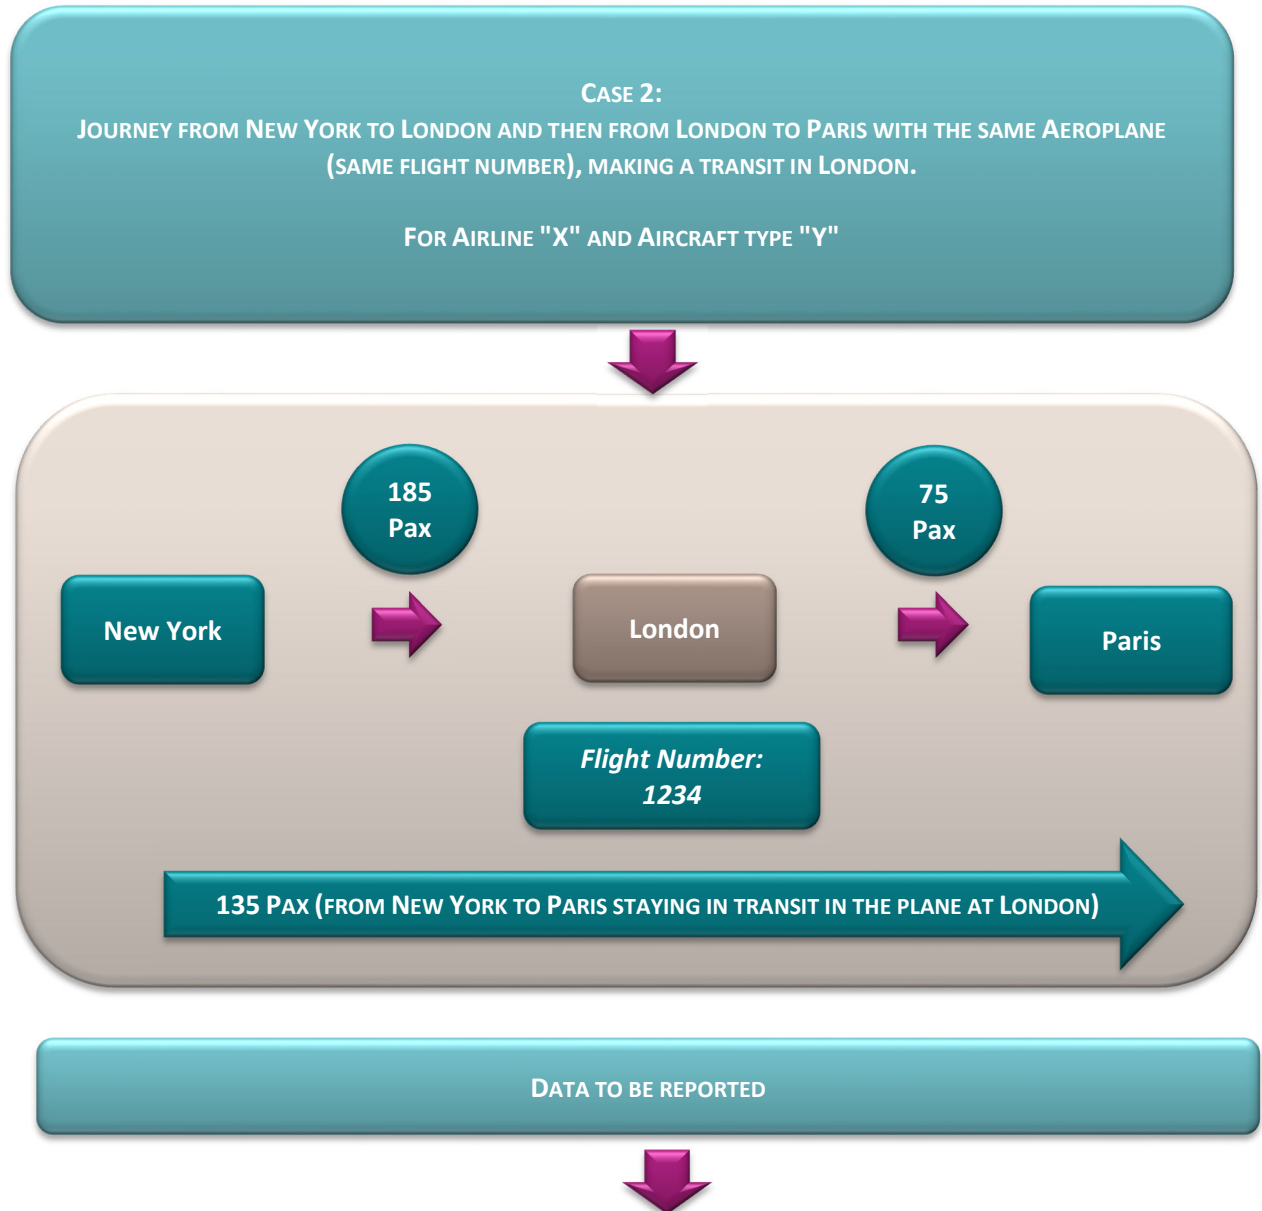 CASE 2:
JOURNEY FROM NEW YORK TO LONDON AND THEN FROM LONDON TO PARIS WITH THE SAME AEROPLANE
(SAME FLIGHT NUMBER), MAKING A TRANSIT IN LONDON.
FOR AIRLINE "X" AND AIRCRAFT TYPE "Y"
185
Pax
75
Pax
New York
London
Paris
Flight Number:
1234
135 PAX (FROM NEW YORK TO PARIS STAYING IN TRANSIT IN THE PLANE AT LONDON)
DATA TO BE REPORTED